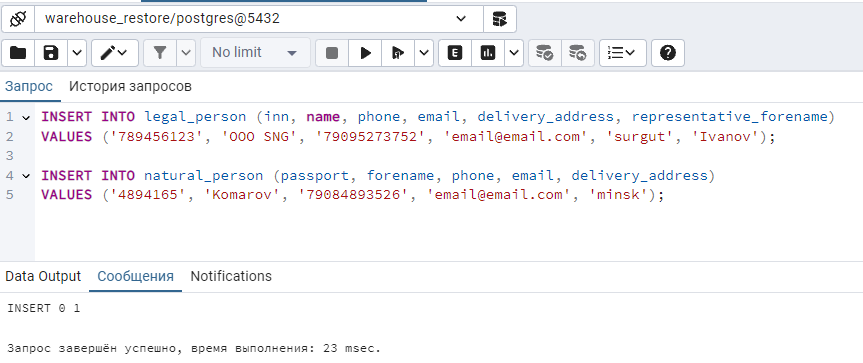 warehouse_restore/postgres@5432
No limit
E
Запрос История запросов
1 INSERT INTO legal_person (inn, name, phone, email, delivery_address, representative_forename)
2 VALUES ('789456123', 'OOO SNG', '79095273752', 'email@email.com', 'surgut', 'Ivanov');
3
4 INSERT INTO natural_person (passport, forename, phone, email, delivery_address)
5 VALUES ('4894165', 'Komarov', '79084893526', 'email@email.com', 'minsk');
Data Output Сообщения Notifications
INSERT 0 1
Запрос завершён успешно, время выполнения: 23 msec.